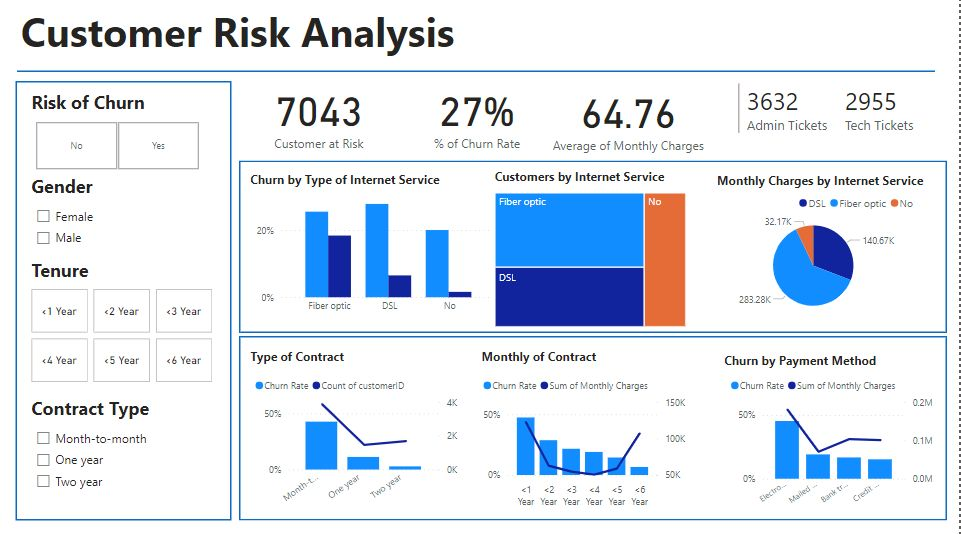 Customer Risk Analysis
Risk of Churn
No Yes
Gender
Female
Male
Tenure
<1 Year <2 Year <3 Year
<4 Year <5 Year <6 Year
Contract Type
Month-to-month
One year
Two year
7043
Customer at Risk
27%
% of Churn Rate
64.76
Average of Monthly Charges
3632
Admin Tickets
2955
Tech Tickets
Churn by Type of Internet Service
20%
0%
Fiber optic DSL No
Customers by Internet Service
Fiber optic
No
DSL
Monthly Charges by Internet Service
DSL Fiber optic No
32.17K
140.67K
283.28K
Type of Contract
Churn Rate Count of customerID
50%
0%
4K
2K
0K
Month-t... One year Two year
Monthly of Contract
Churn Rate Sum of Monthly Charges
50%
0%
150K
100K
50K
<1 <2 <3 <4 <5 <6
Year Year Year Year Year Year
Churn by Payment Method
Churn Rate Sum of Monthly Charges
50%
0%
0.2M
0.1M
0.0M
Electro... Mailed ... Bank tr... Credit ...